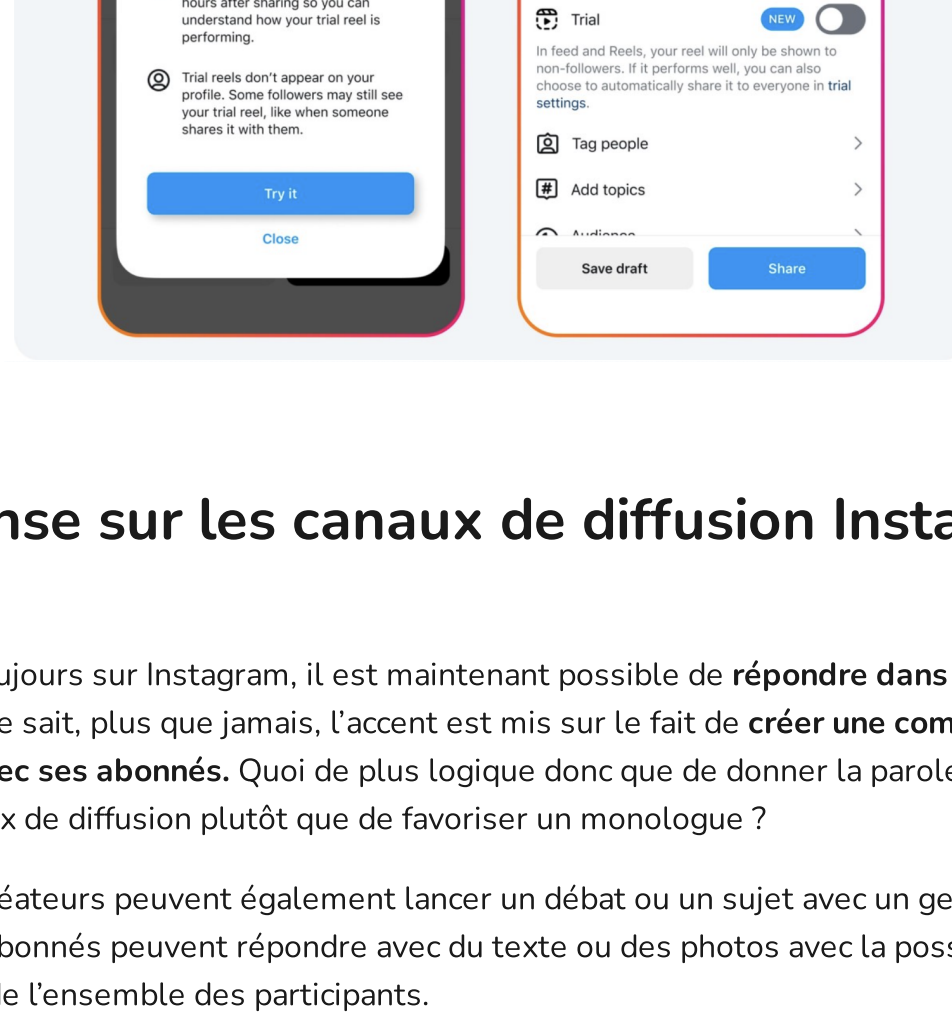 hours after sharing so you can
understand how your trial reel is
performing.
Trial reels don't appear on your
profile. Some followers may still see
your trial reel, like when someone
shares it with them.
Try it
Close
Trial
NEW
In feed and Reels, your reel will only be shown to
non-followers. If it performs well, you can also
choose to automatically share it to everyone in trial
settings.
Tag people
Add topics
Audience
Save draft
Share
nse sur les canaux de diffusion Insta
ujours sur Instagram, il est maintenant possible de répondre dans
e sait, plus que jamais, l'accent est mis sur le fait de créer une com
ec ses abonnés. Quoi de plus logique donc que de donner la parole
x de diffusion plutôt que de favoriser un monologue ?
éateurs peuvent également lancer un débat ou un sujet avec un ge
bonnés peuvent répondre avec du texte ou des photos avec la poss
de l'ensemble des participants.